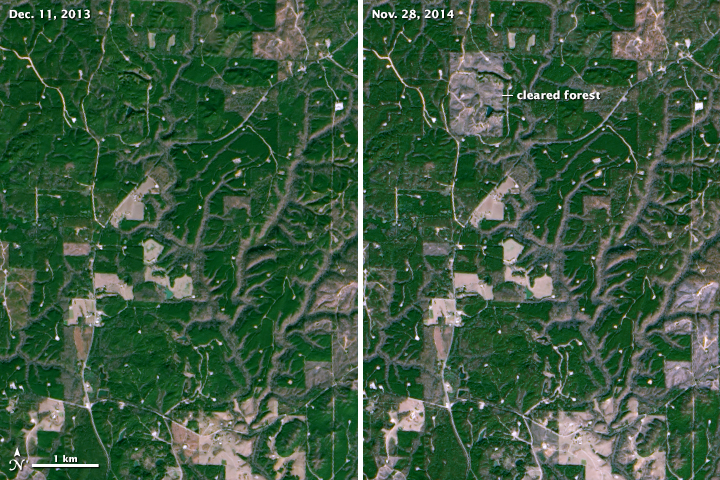 Dec. 11, 2013
Nov. 28, 2014
cleared forest
N
1 km